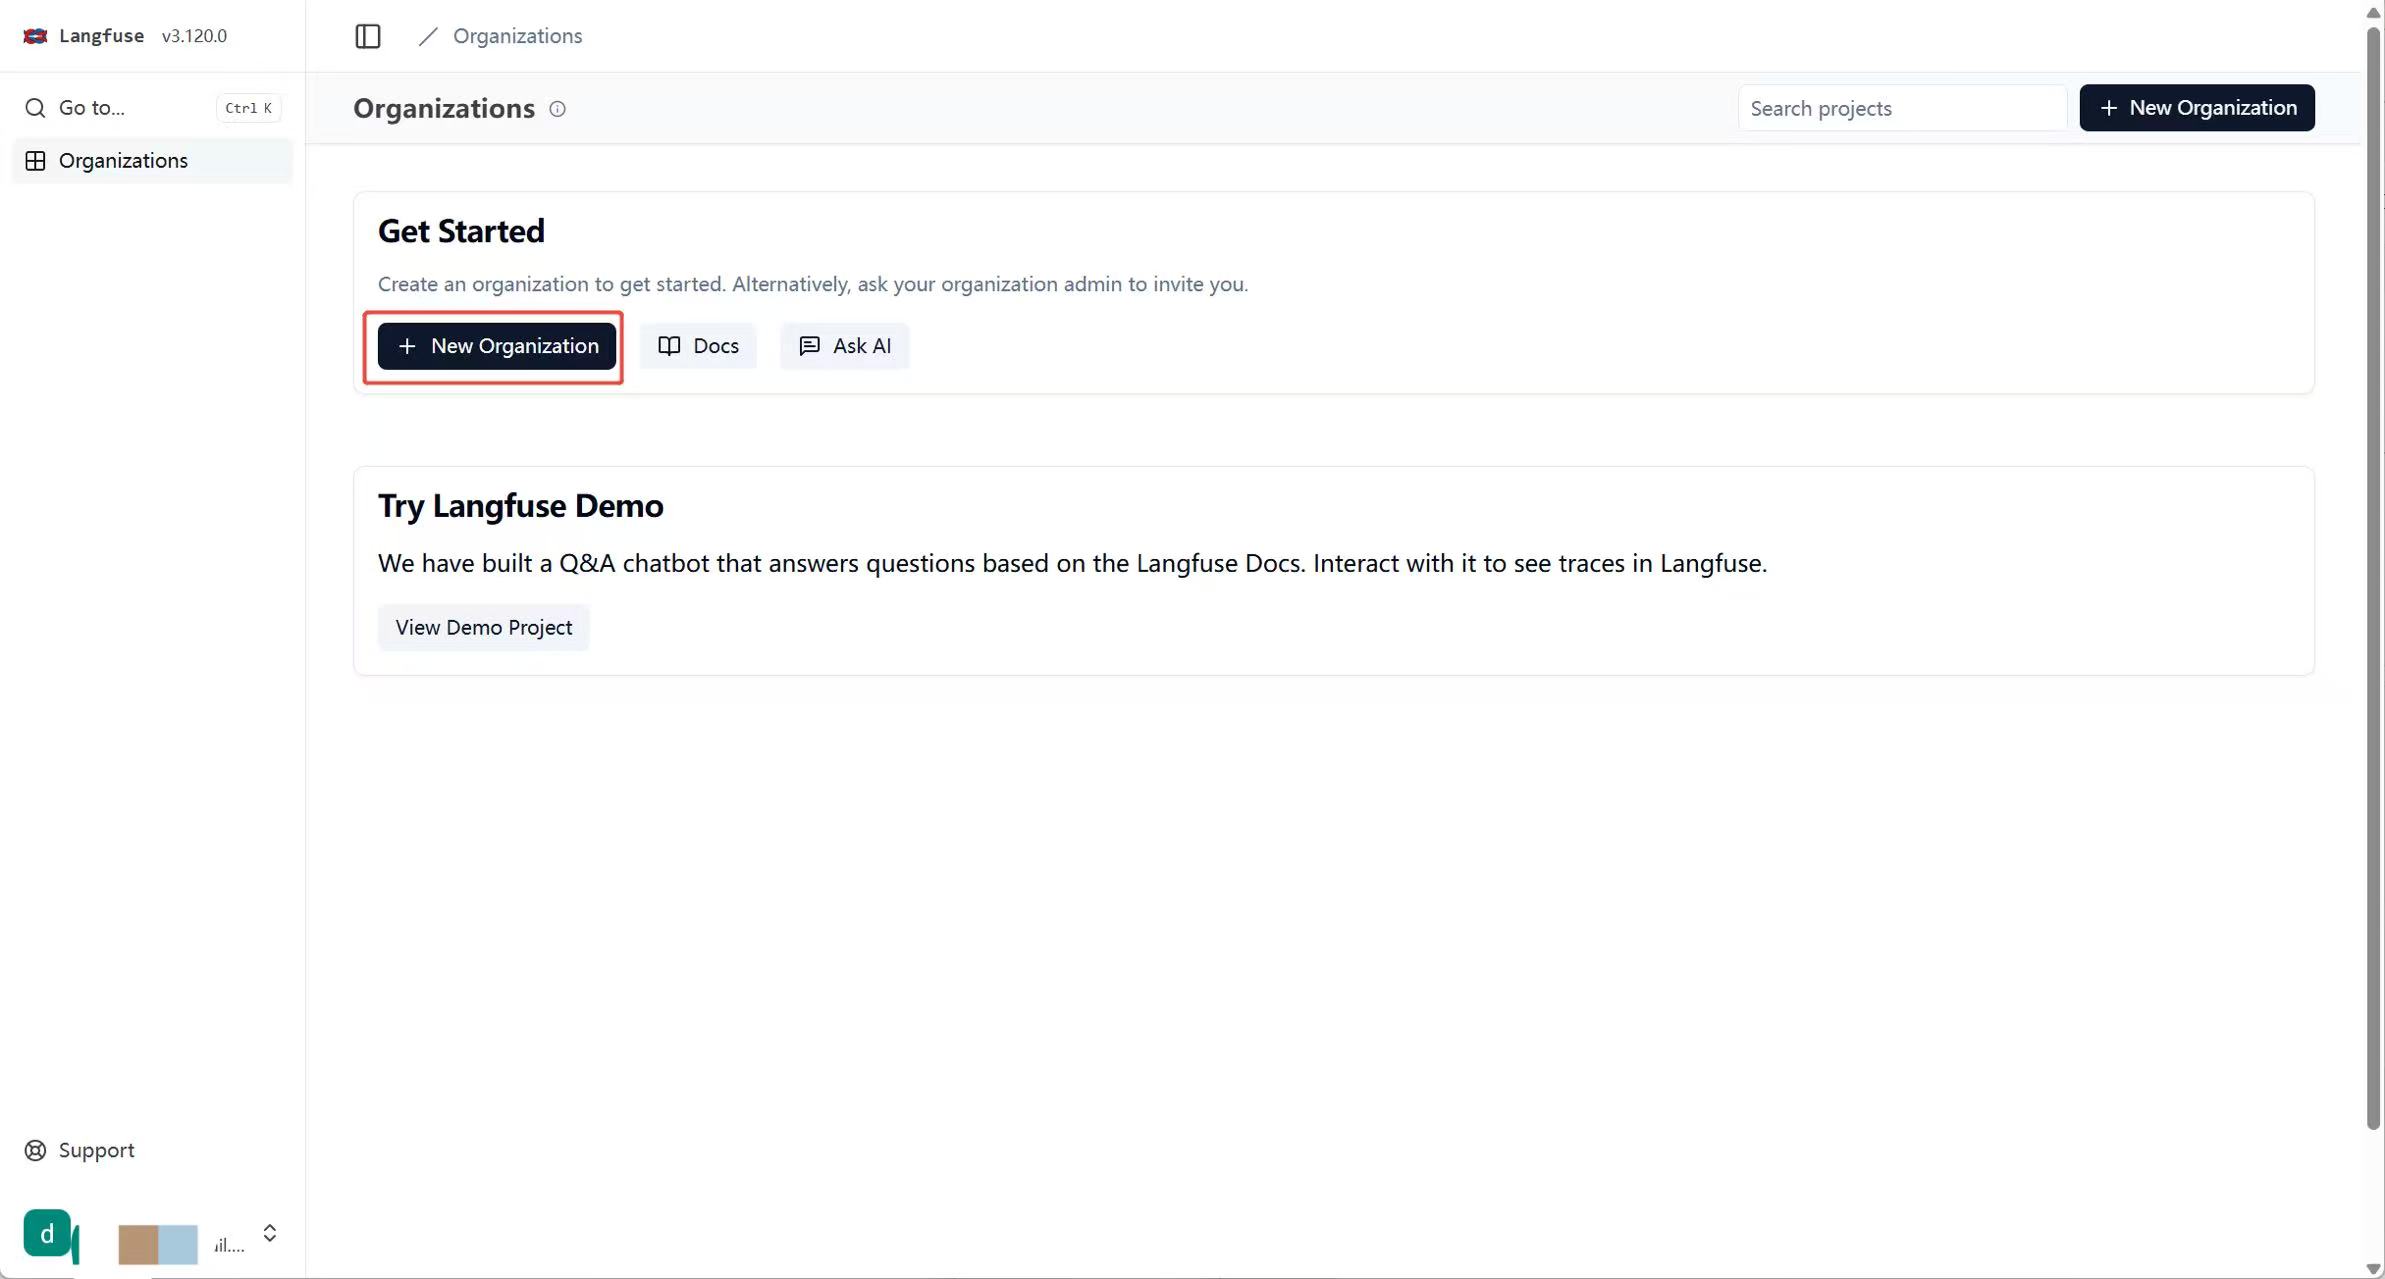 Langfuse v3.120.0
Organizations
Go to... Ctrl K
Organizations
Organizations
Search projects
New Organization
Get Started
Create an organization to get started. Alternatively, ask your organization admin to invite you.
New Organization
Docs
Ask AI
Try Langfuse Demo
We have built a Q&A chatbot that answers questions based on the Langfuse Docs. Interact with it to see traces in Langfuse.
View Demo Project
Support
d